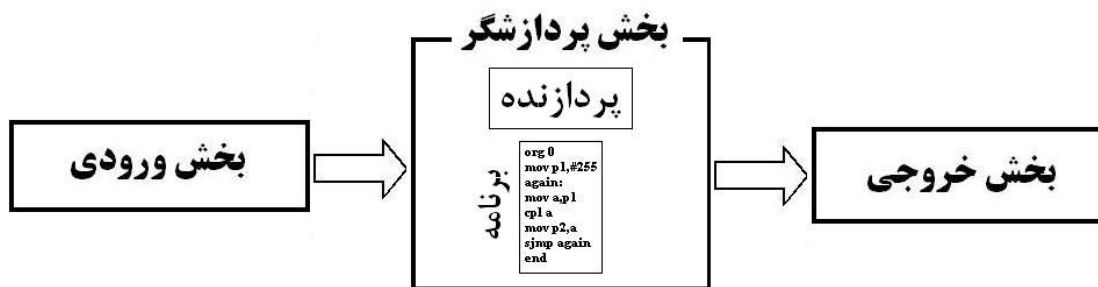 بخش پردازشگر
پردازنده
بخش ورودی
برنامه
org 0
mov p1,#255
again:
mov a,p1
cpl a
mov p2,a
sjmp again
end
بخش خروجی